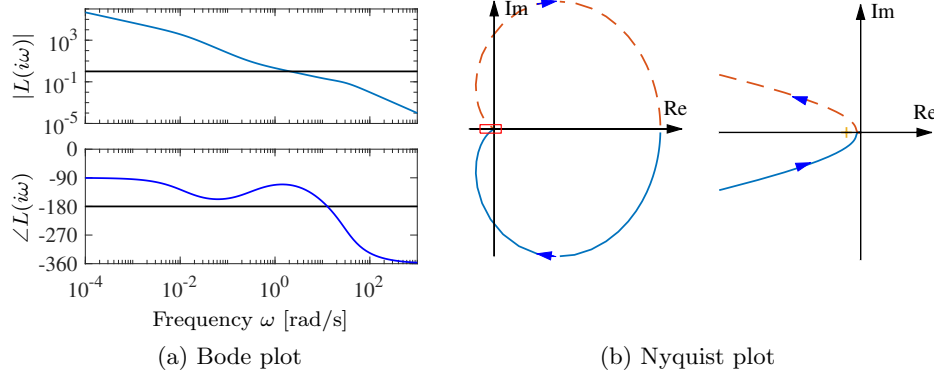 10^3
10^-1
10^-5
|L(iω)|
0
-90
-180
-270
-360
∠L(iω)
10^-4
10^-2
10^0
10^2
Frequency ω [rad/s]
(a) Bode plot
Im
Re
Im
Re
(b) Nyquist plot